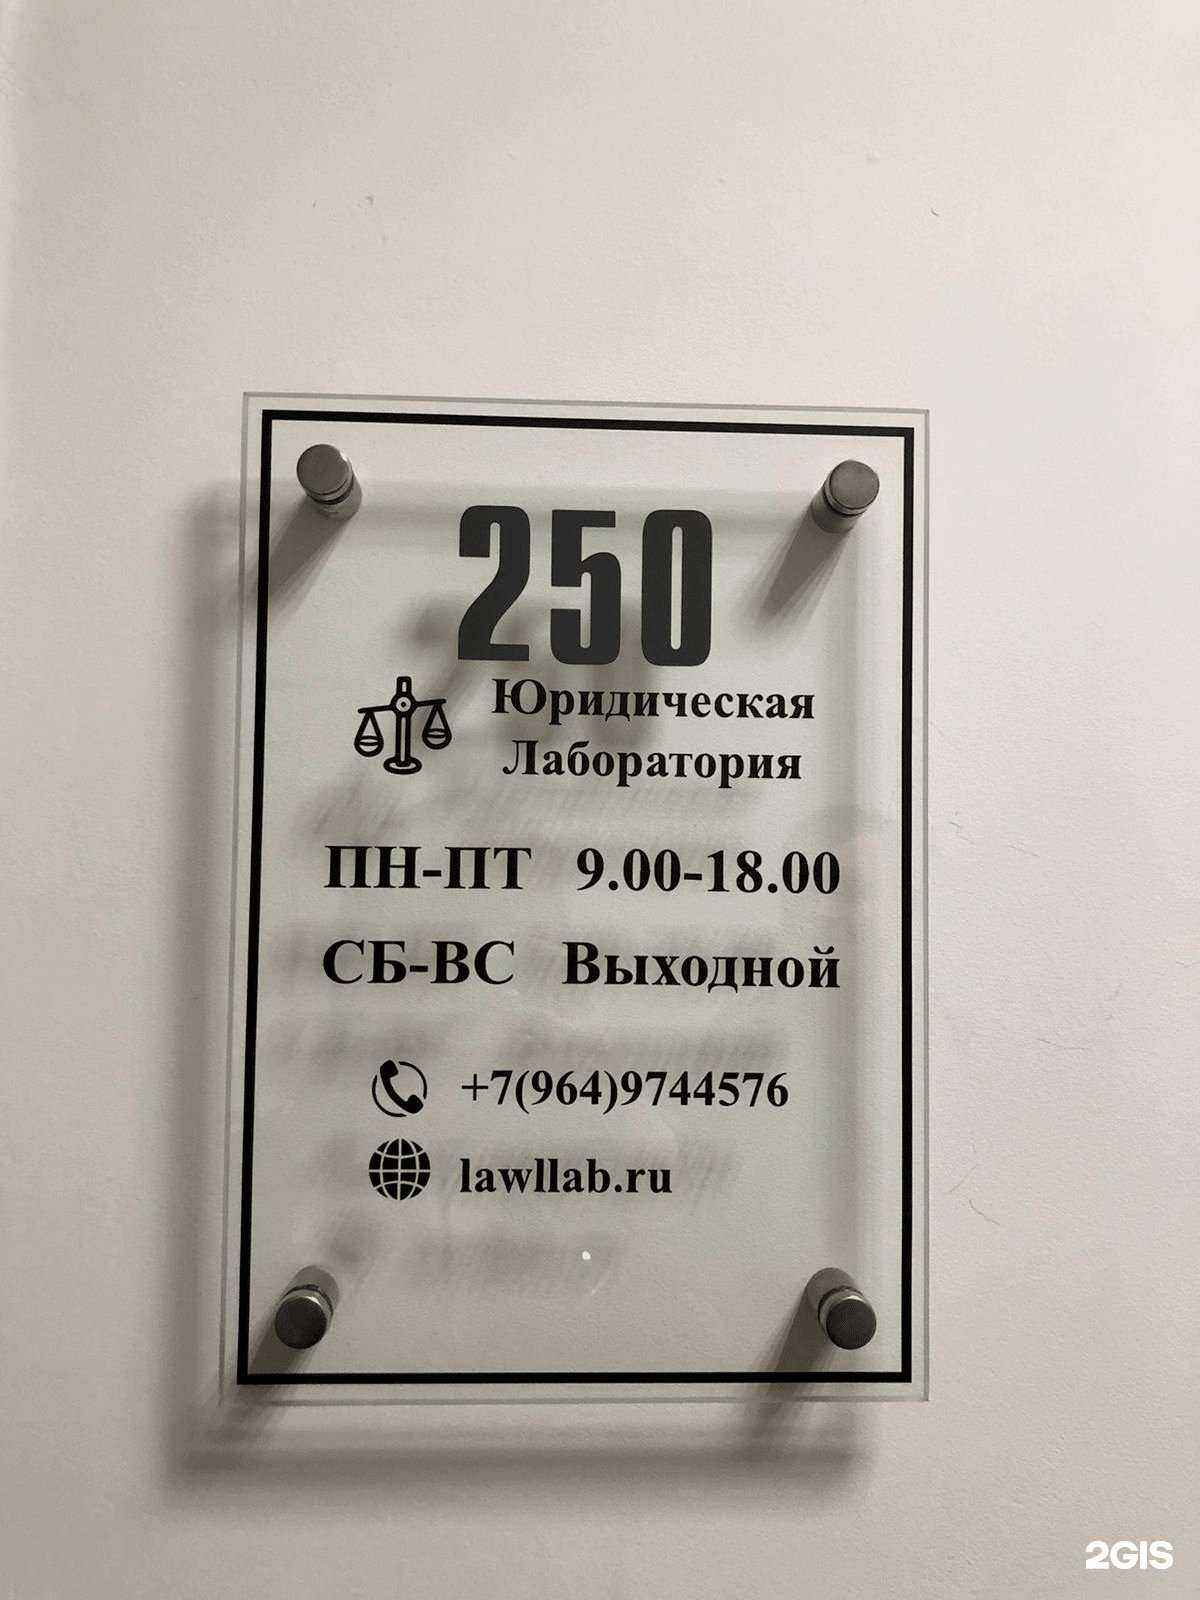 250
Юридическая
Лаборатория
ПН-ПТ 9.00-18.00
СБ-ВС Выходной
+7(964)9744576
lawllab.ru
2GIS